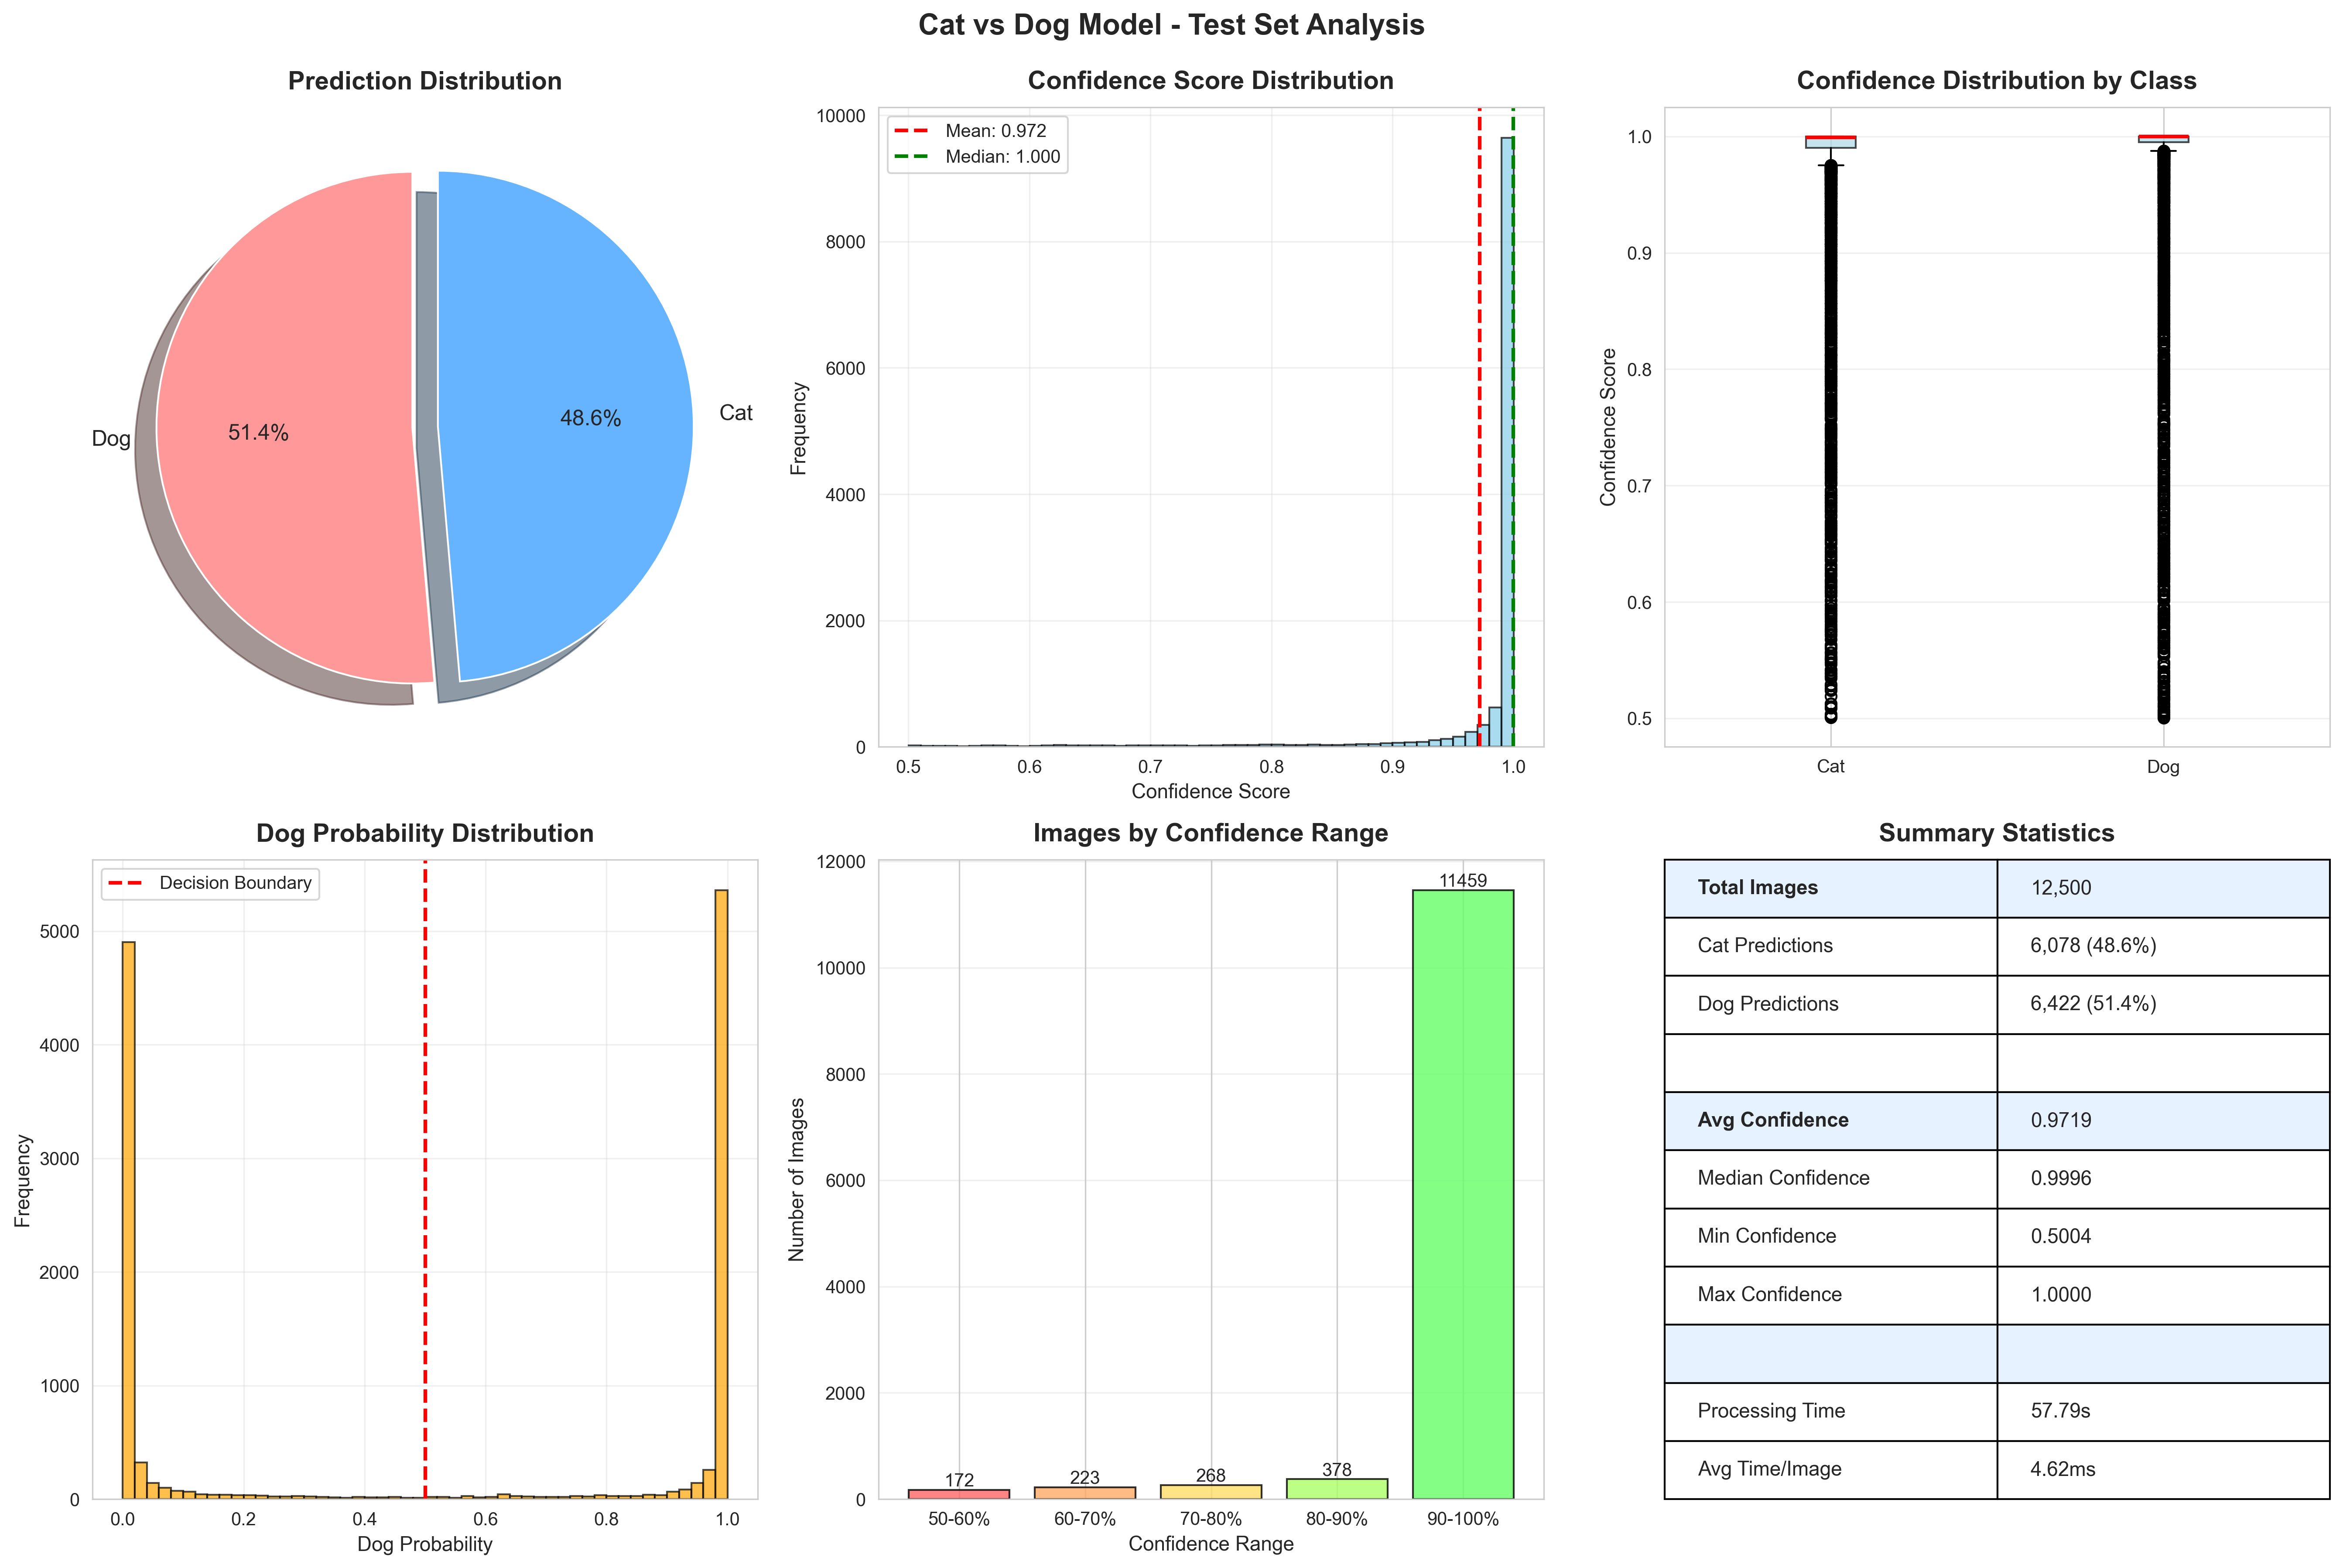 Cat vs Dog Model - Test Set Analysis
Prediction Distribution
Dog
51.4%
48.6%
Cat
Confidence Score Distribution
Mean: 0.972
Median: 1.000
Frequency
10000
8000
6000
4000
2000
0
0.5 0.6 0.7 0.8 0.9 1.0
Confidence Score
Confidence Distribution by Class
Confidence Score
1.0
0.9
0.8
0.7
0.6
0.5
Cat Dog
Dog Probability Distribution
Decision Boundary
Frequency
5000
4000
3000
2000
1000
0
0.0 0.2 0.4 0.6 0.8 1.0
Dog Probability
Images by Confidence Range
Number of Images
12000
10000
8000
6000
4000
2000
0
172 223 268 378 11459
50-60% 60-70% 70-80% 80-90% 90-100%
Confidence Range
Summary Statistics
Total Images 12,500
Cat Predictions 6,078 (48.6%)
Dog Predictions 6,422 (51.4%)
Avg Confidence 0.9719
Median Confidence 0.9996
Min Confidence 0.5004
Max Confidence 1.0000
Processing Time 57.79s
Avg Time/Image 4.62ms